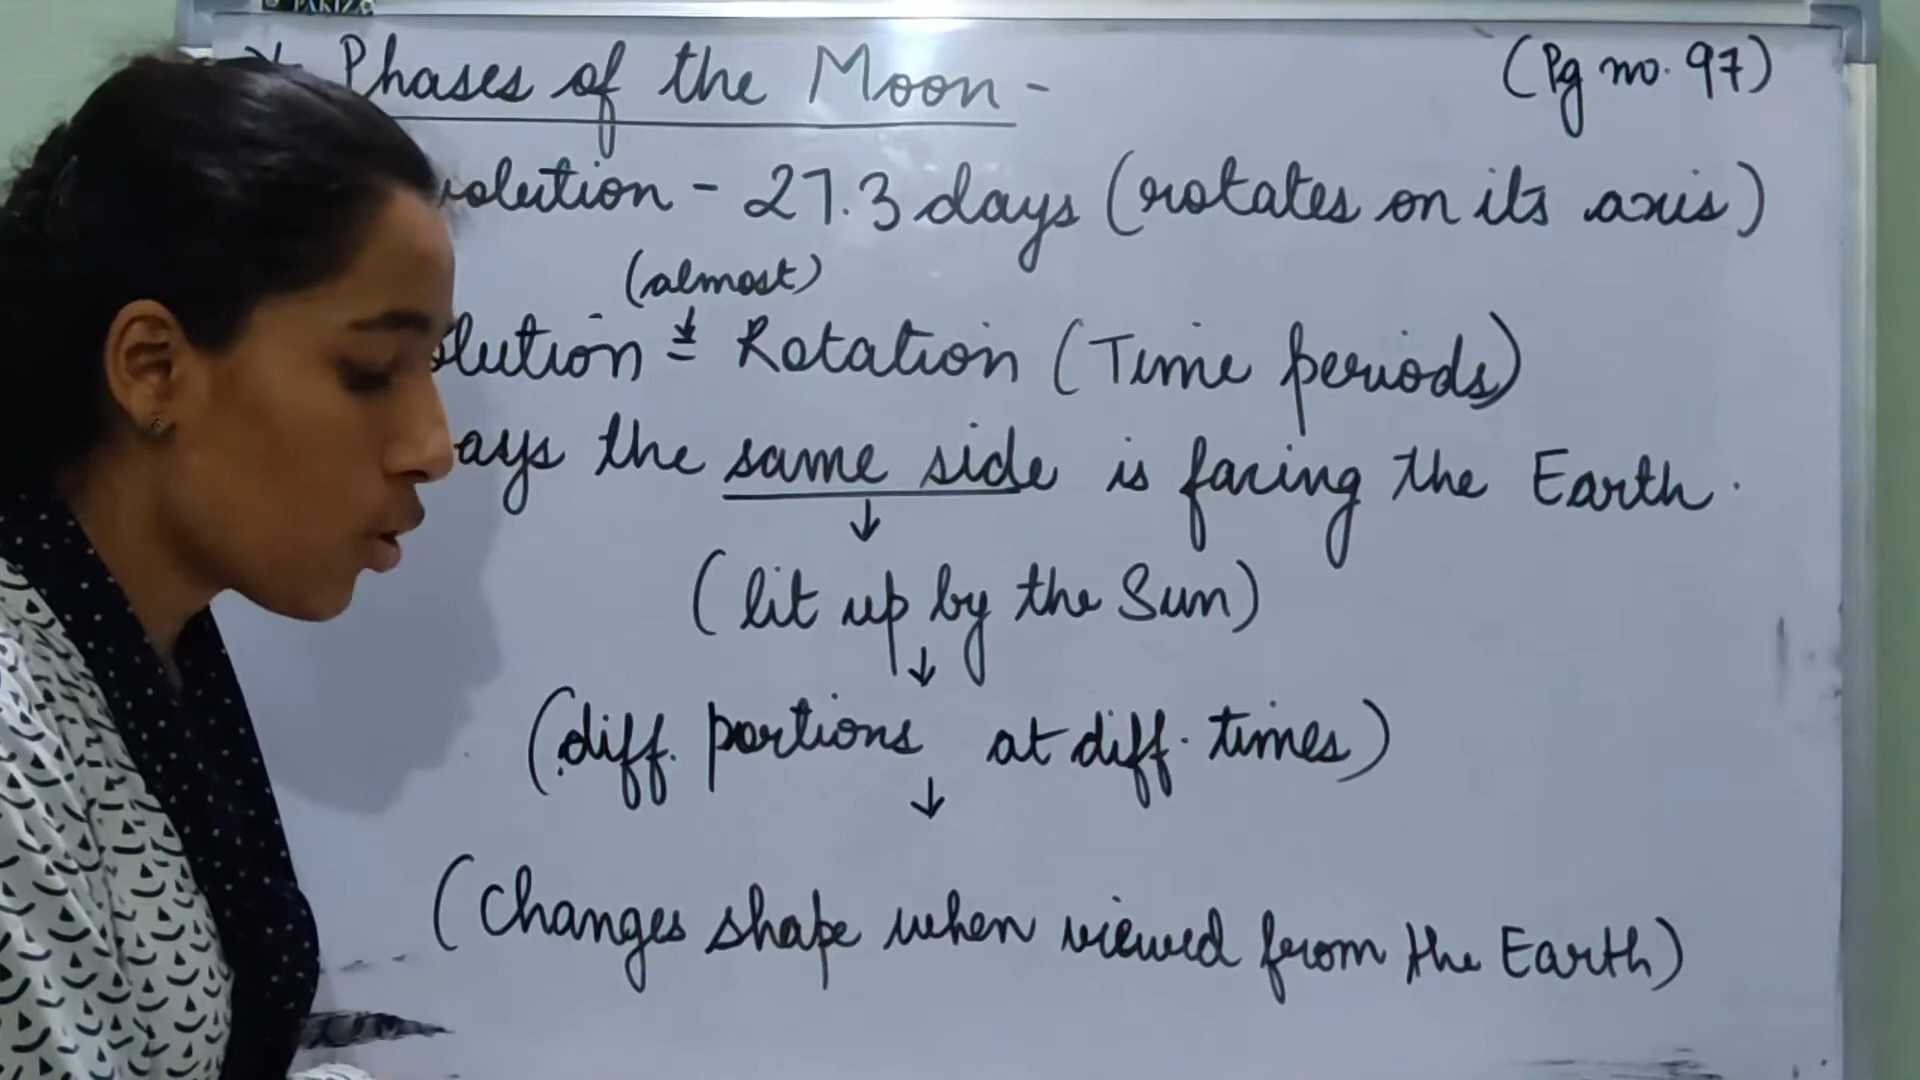 Phases of the Moon - (Pg no. 97)
volution - 27.3 days (rotates on its axis)
(almost)
↓
olution = Rotation (Time periods)
ays the same side is facing the Earth.
↓
(lit up by the Sun)
↓
(diff. portions at diff. times)
↓
(Changes shape when viewed from the Earth)